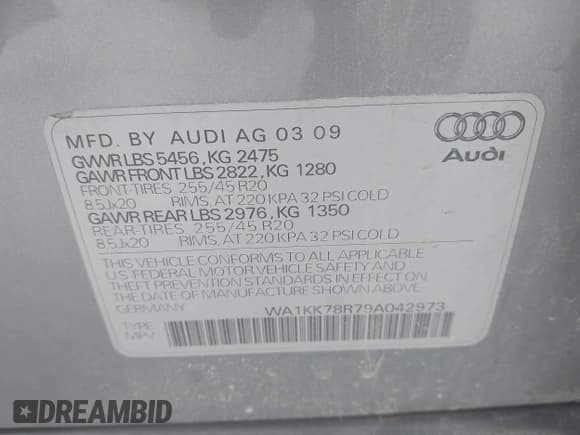 MFD. BY AUDI AG 03 09
GVWR LBS 5456, KG 2475
GAWR FRONT LBS 2822, KG 1280
FRONT-TIRES 255/45 R20
8.5Jx20 RIMS, AT 220 KPA 32 PSI COLD
GAWR REAR LBS 2976, KG 1350
REAR-TIRES 255/45 R20
8.5Jx20 RIMS, AT 220 KPA 32 PSI COLD
THIS VEHICLE CONFORMS TO ALL APPLICABLE
U.S. FEDERAL MOTOR VEHICLE SAFETY AND
THEFT PREVENTION STANDARDS IN EFFECT ON
THE DATE OF MANUFACTURE SHOWN ABOVE
GERMANY WA1KK78R79A042973
TYPE
MPV
Audi
DREAMBID